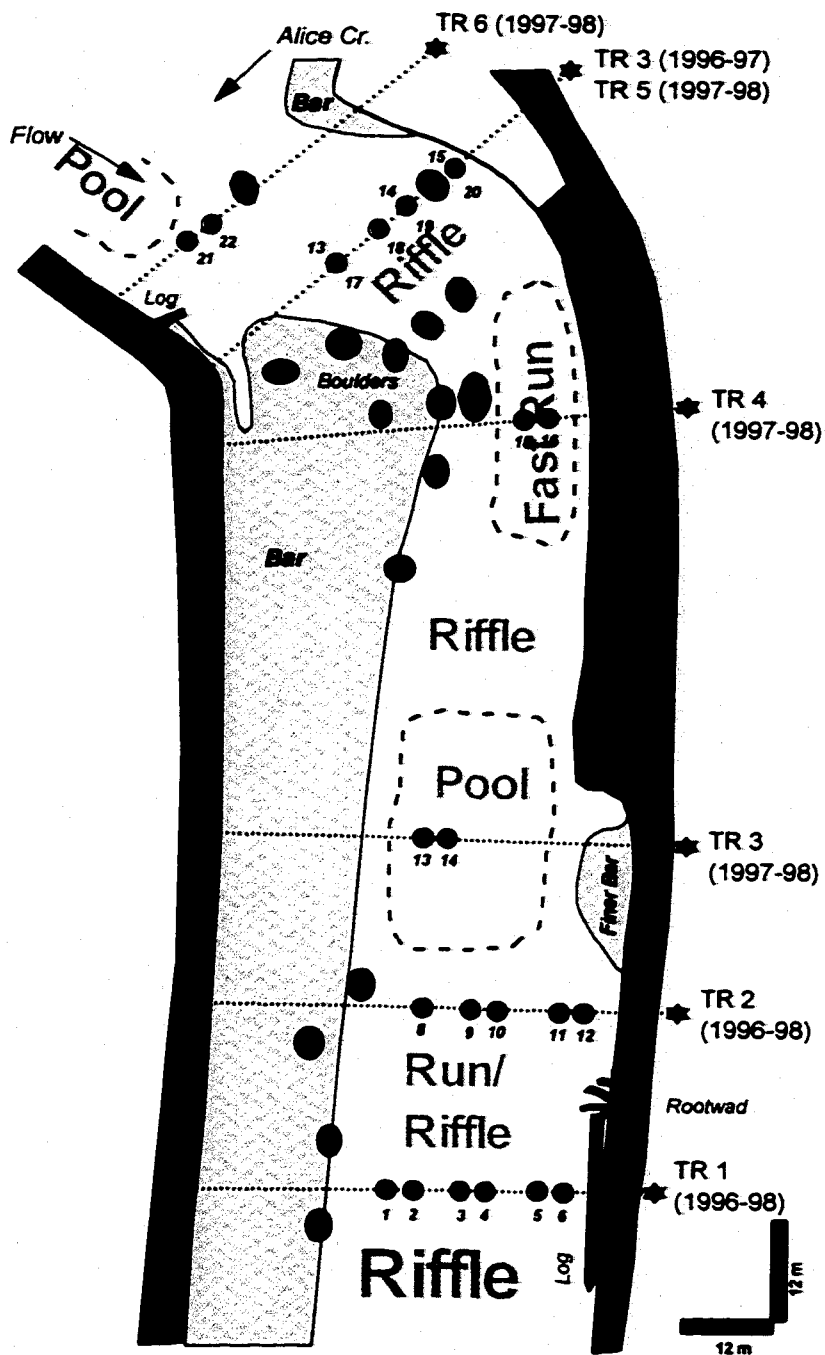 TR 6 (1997-98)
Alice Cr.
TR 3 (1996-97)
TR 5 (1997-98)
Bar
Flow
Pool
15
20
14
19
22
21
18
13
17
Riffle
Log
Boulders
Fast Run
16
TR 4
(1997-98)
Bar
Riffle
Pool
13 14
TR 3
(1997-98)
Finer Bar
8 9 10 11 12
TR 2
(1996-98)
Run/
Riffle
Rootwad
1 2 3 4 5 6
TR 1
(1996-98)
Riffle
Log
12 m
12 m